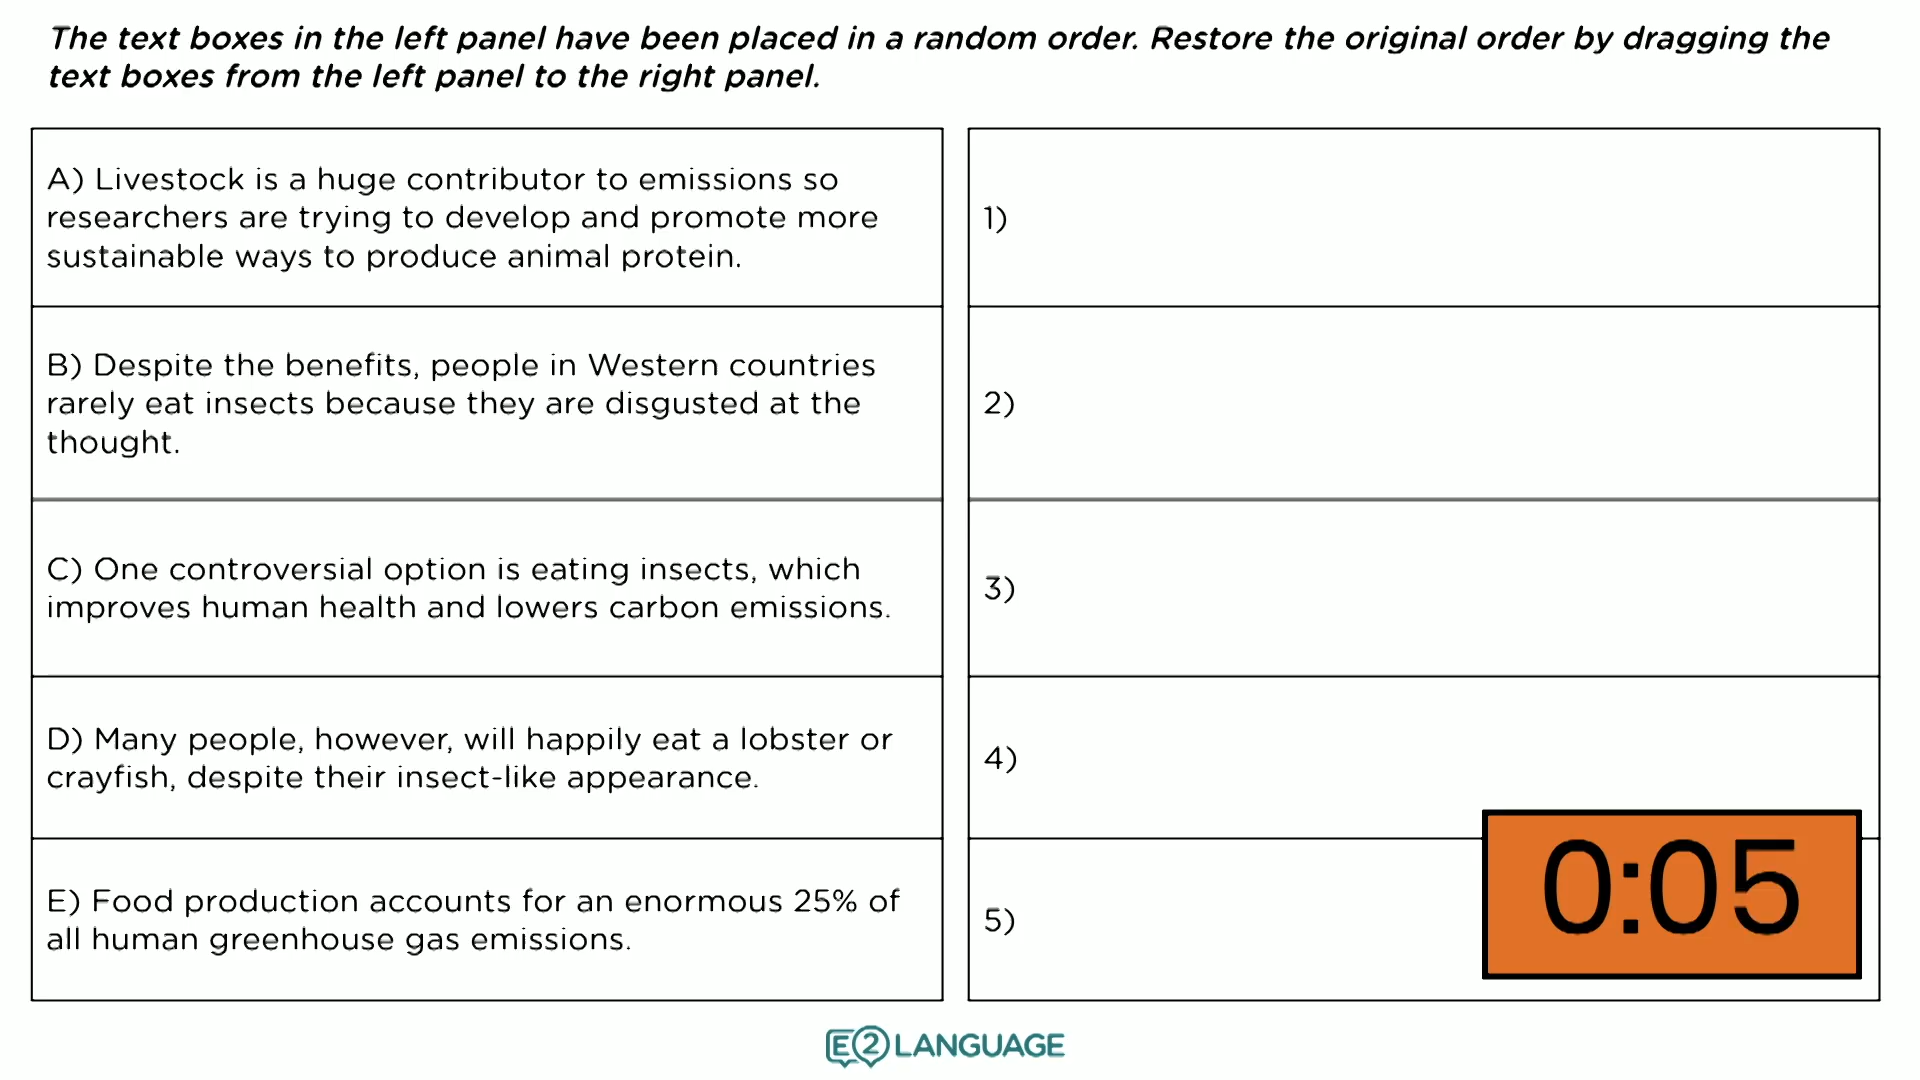 The text boxes in the left panel have been placed in a random order. Restore the original order by dragging the
text boxes from the left panel to the right panel.
A) Livestock is a huge contributor to emissions so
researchers are trying to develop and promote more
sustainable ways to produce animal protein.
B) Despite the benefits, people in Western countries
rarely eat insects because they are disgusted at the
thought.
C) One controversial option is eating insects, which
improves human health and lowers carbon emissions.
D) Many people, however, will happily eat a lobster or
crayfish, despite their insect-like appearance.
E) Food production accounts for an enormous 25% of
all human greenhouse gas emissions.
1)
2)
3)
4)
5)
0:05
E2 LANGUAGE